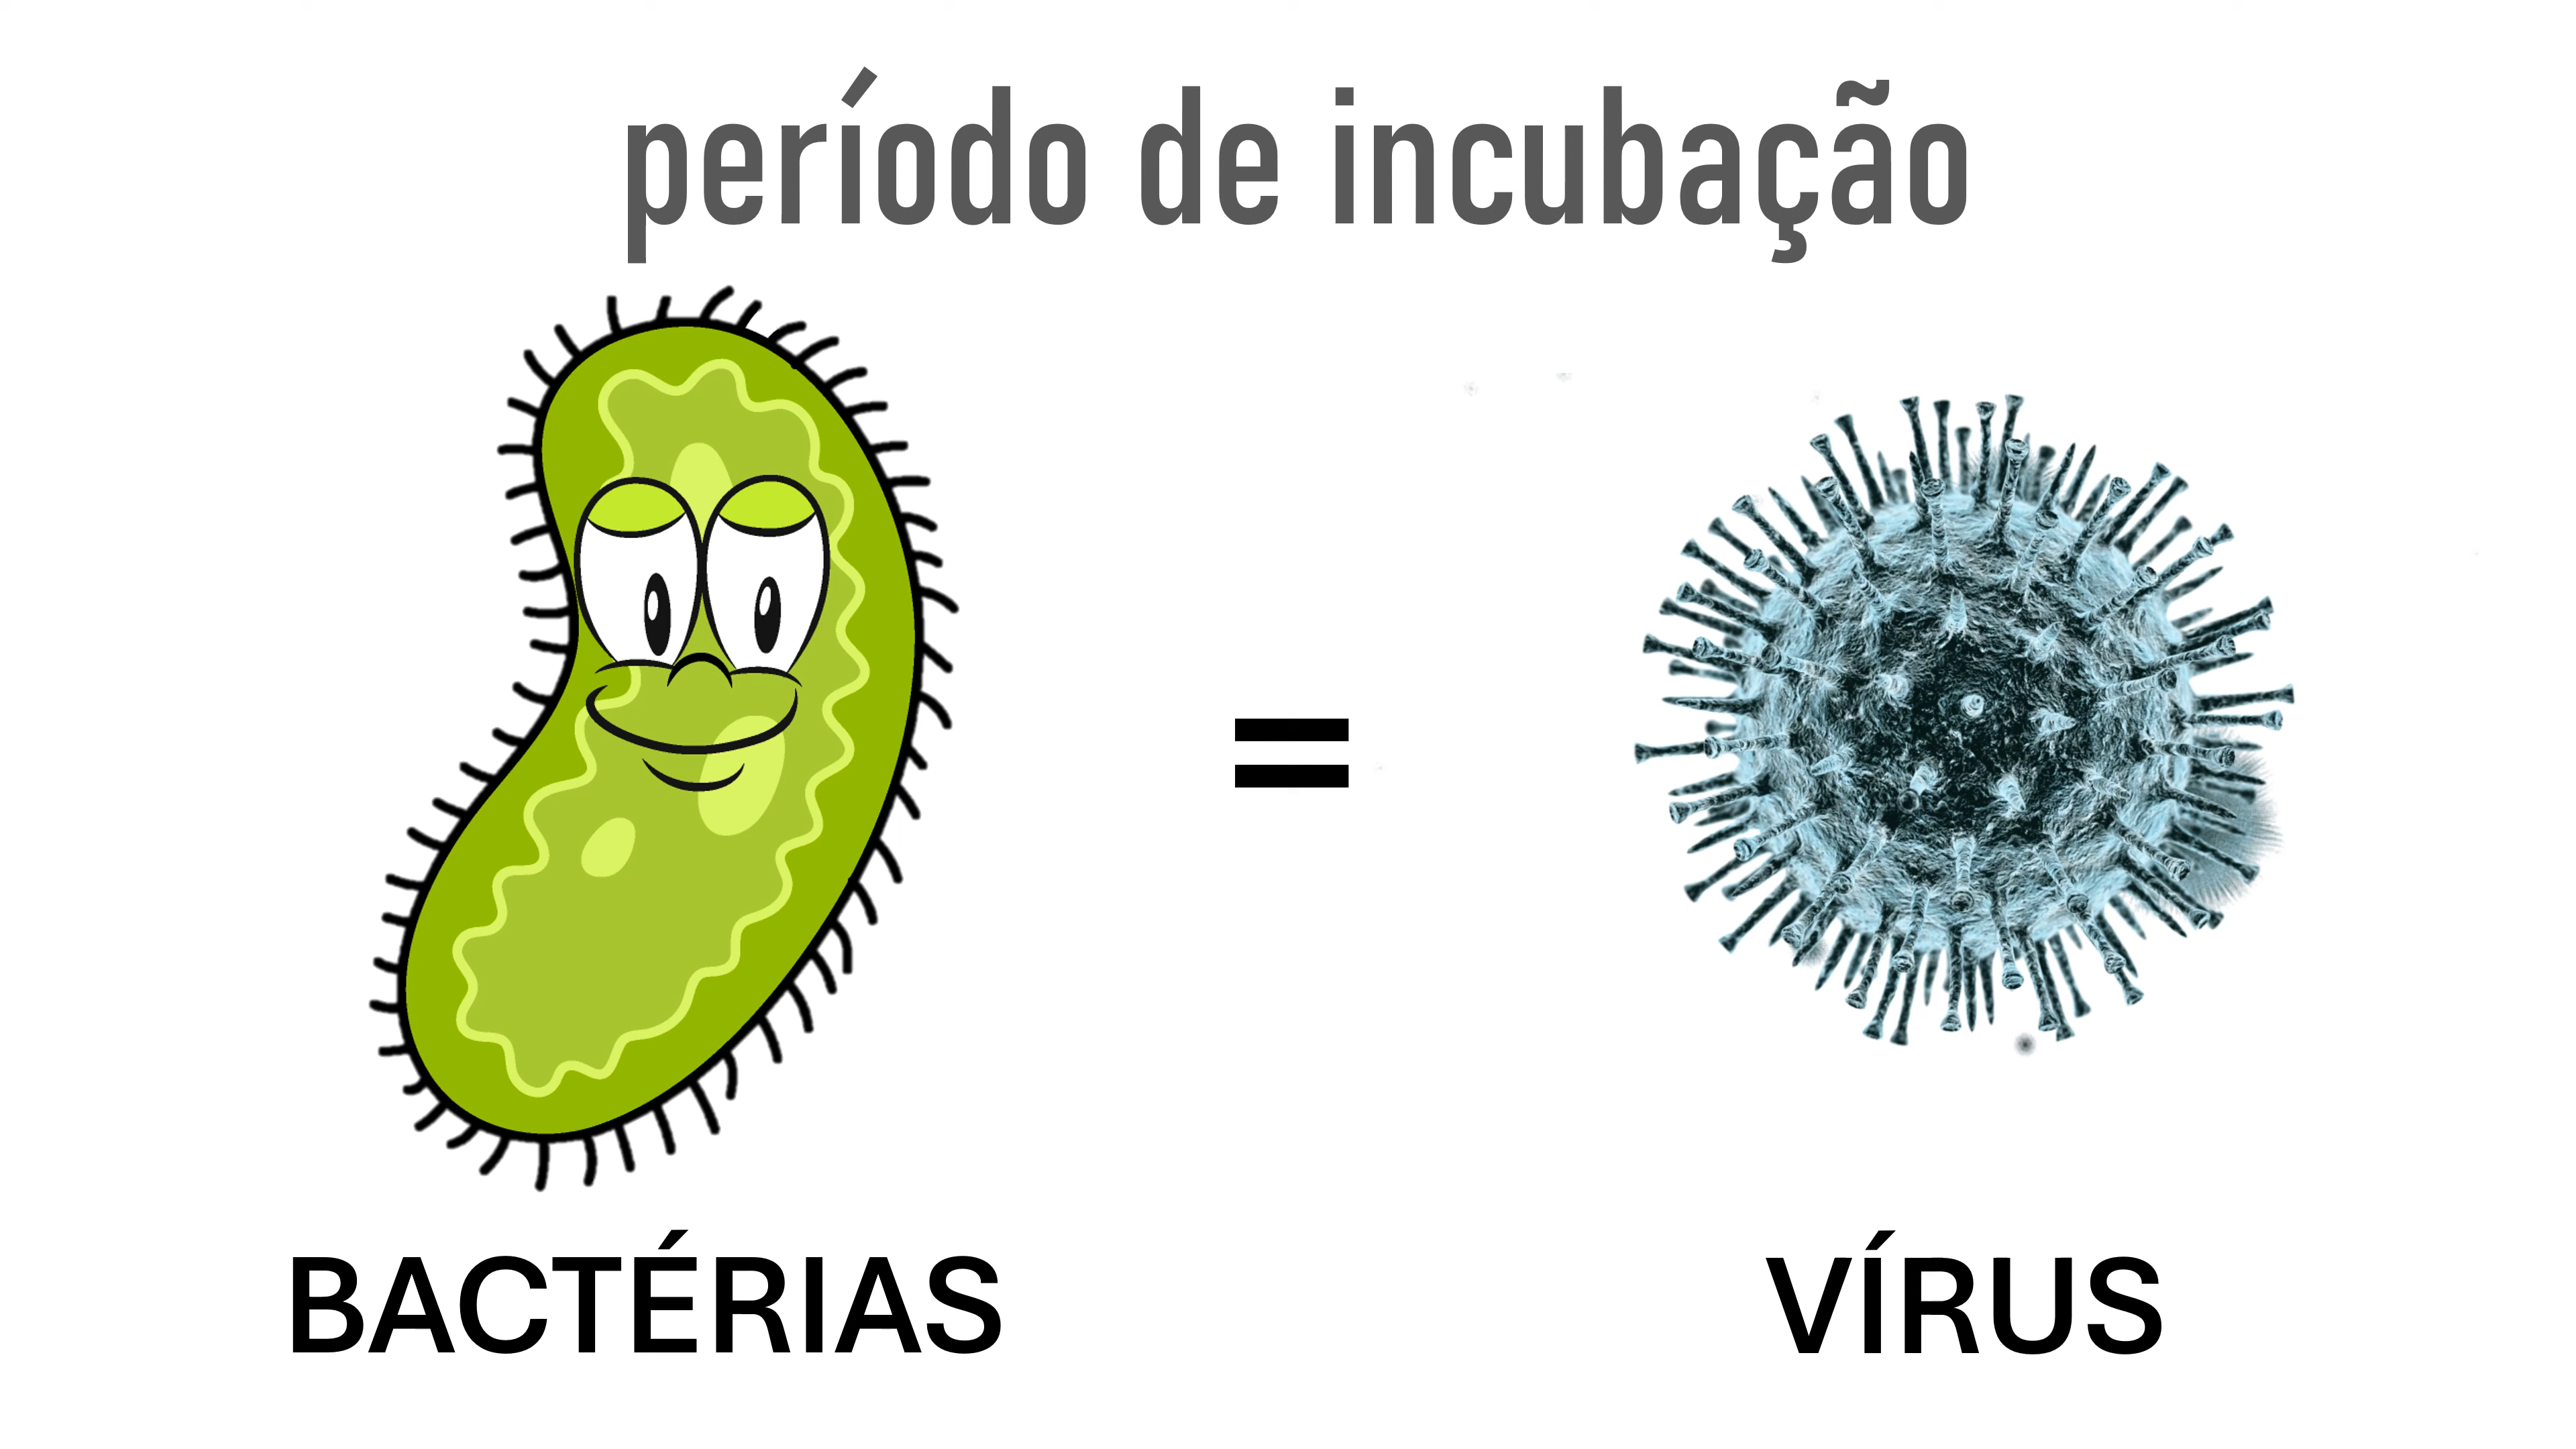 período de incubação
=
BACTÉRIAS
VÍRUS